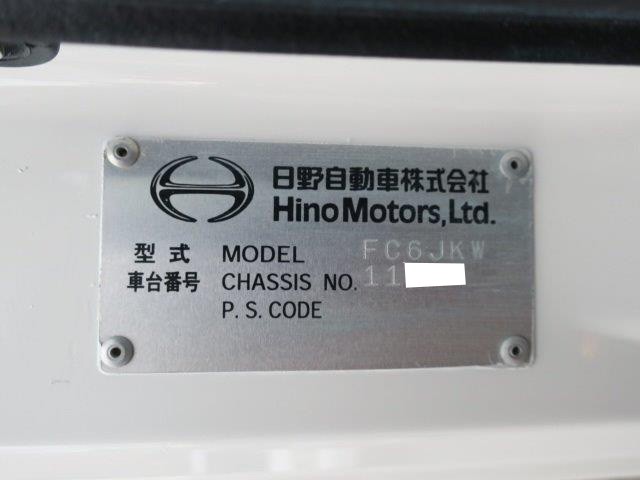 日野自動車株式会社
Hino Motors, Ltd.
型式 MODEL FC6JKW
車台番号 CHASSIS NO. 11
P.S.CODE